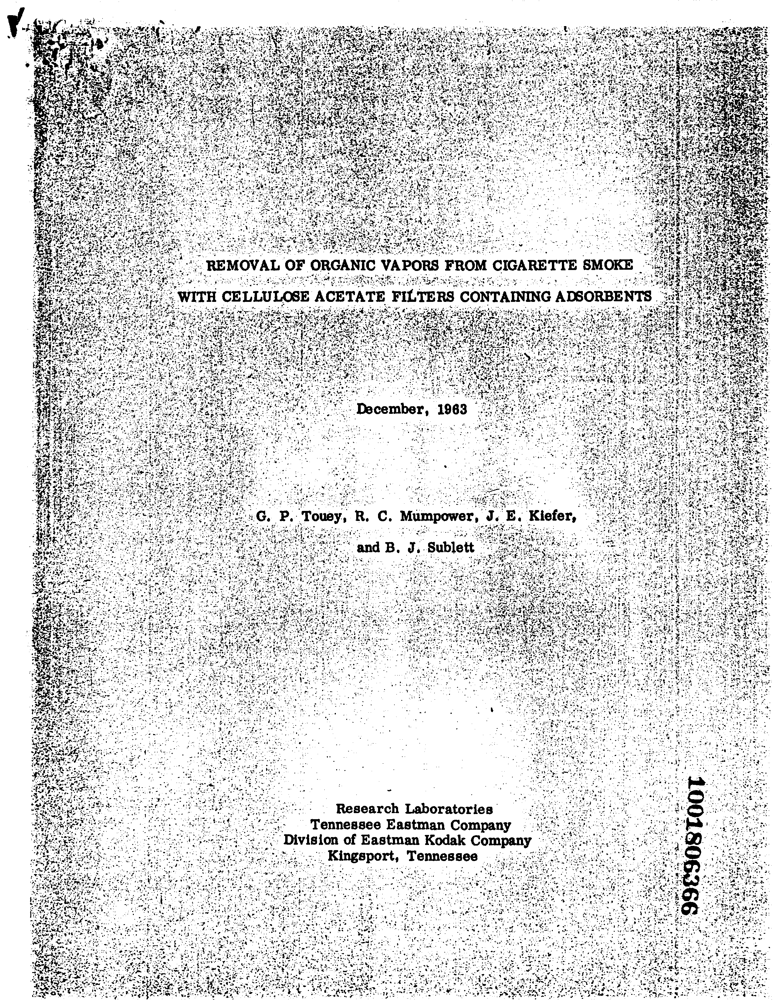 REMOVAL OF ORGANIC VAPORS FROM CIGARETTE SMOKE
WITH CELLULOSE ACETATE FILTERS CONTAINING ADSORBENTS
December, 1963
G. P. Touey, R. C. Mumpower, J. E. Kiefer,
and B. J. Sublett
Research Laboratories
Tennessee Eastman Company
Division of Eastman Kodak Company
Kingsport, Tennessee
1001806366